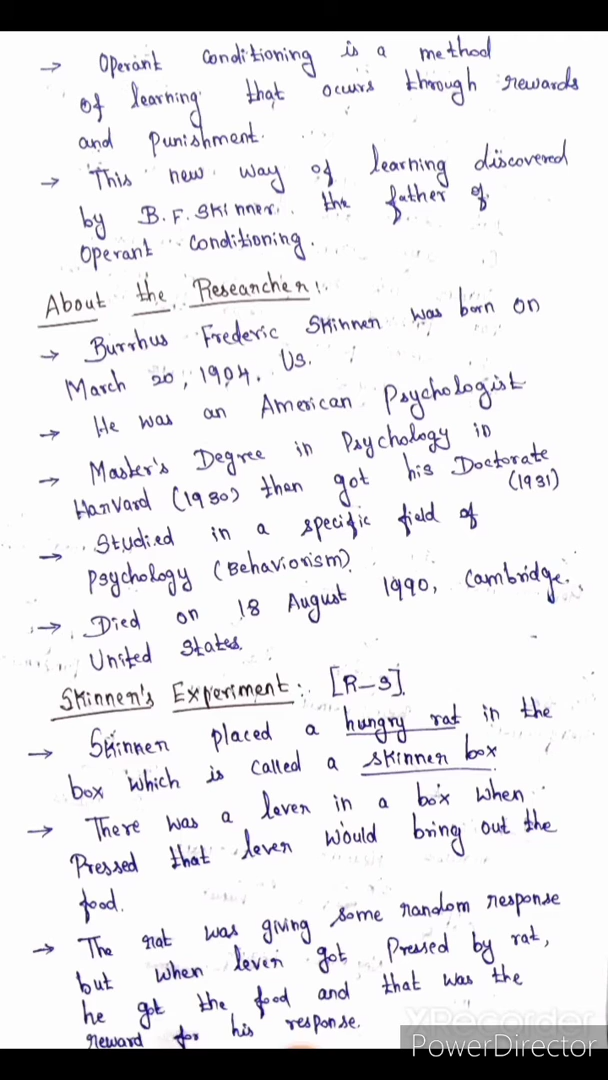 → Operant conditioning is a method
of learning that occurs through rewards
and punishment.
→ This new way of learning discovered
by B.F. Skinner. the father of
Operant conditioning.
About the Researcher:
→ Burrhus Frederic Skinner was born on
March 20, 1904. US.
→ He was an American Psychologist
→ Master's Degree in Psychology in
Harvard (1930) then got his Doctorate
(1931)
→ Studied in a specific field of
Psychology (Behaviorism)
→ Died on 18 August 1990, Cambridge.
United States.
Skinner's Experiment: [R-S].
→ Skinner placed a hungry rat in the
box which is called a skinner box
→ There was a lever in a box when
Pressed that lever would bring out the
food.
→ The rat was giving some random response
but when lever got Pressed by rat,
he got the food and that was the
reward for his response.
XRecorder
PowerDirector